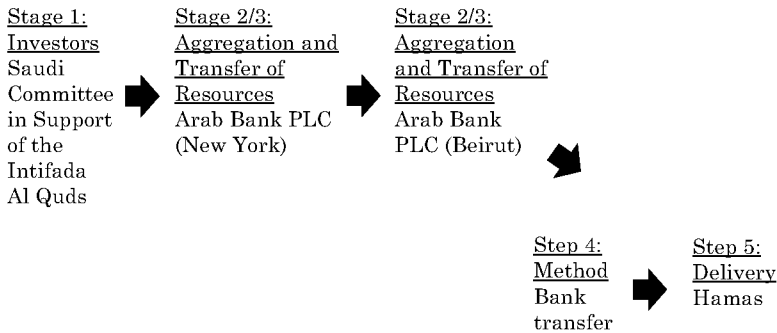 Stage 1:
Investors
Saudi
Committee
in Support
of the
Intifada
Al Quds
Stage 2/3:
Aggregation and
Transfer of
Resources
Arab Bank PLC
(New York)
Stage 2/3:
Aggregation
and Transfer of
Resources
Arab Bank
PLC (Beirut)
Step 4:
Method
Bank
transfer
Step 5:
Delivery
Hamas